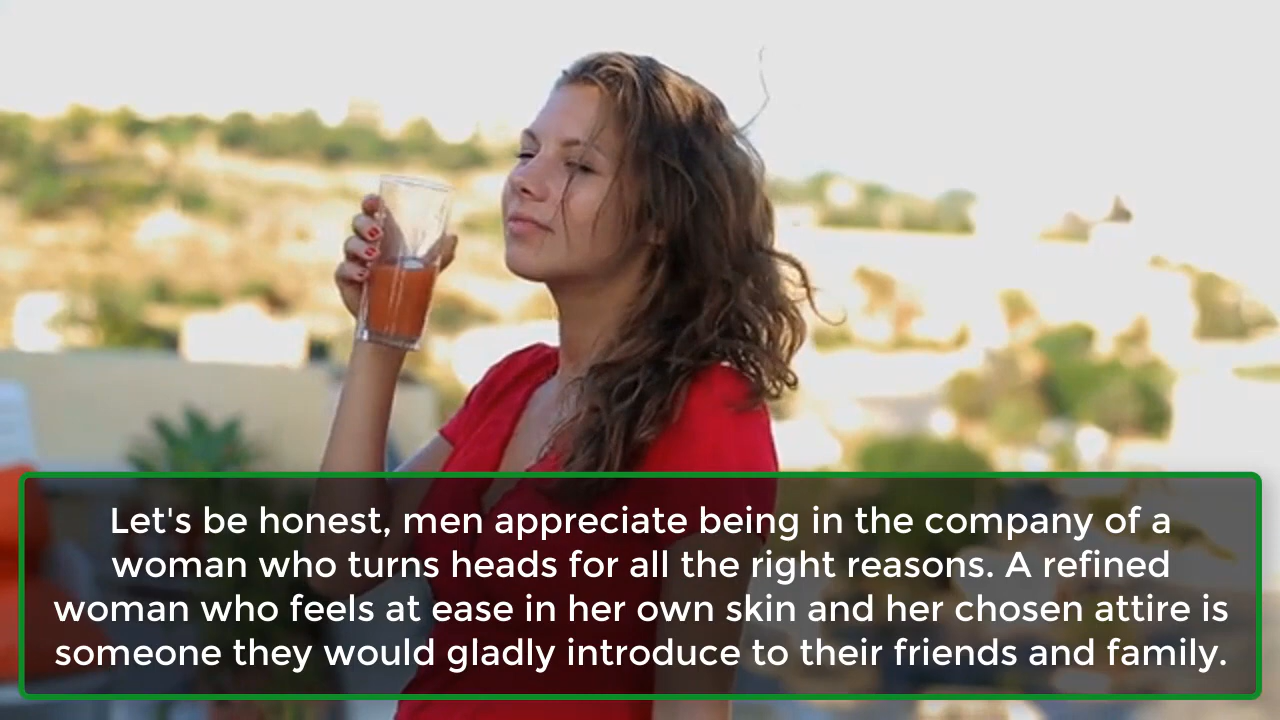 Let's be honest, men appreciate being in the company of a
woman who turns heads for all the right reasons. A refined
woman who feels at ease in her own skin and her chosen attire is
someone they would gladly introduce to their friends and family.